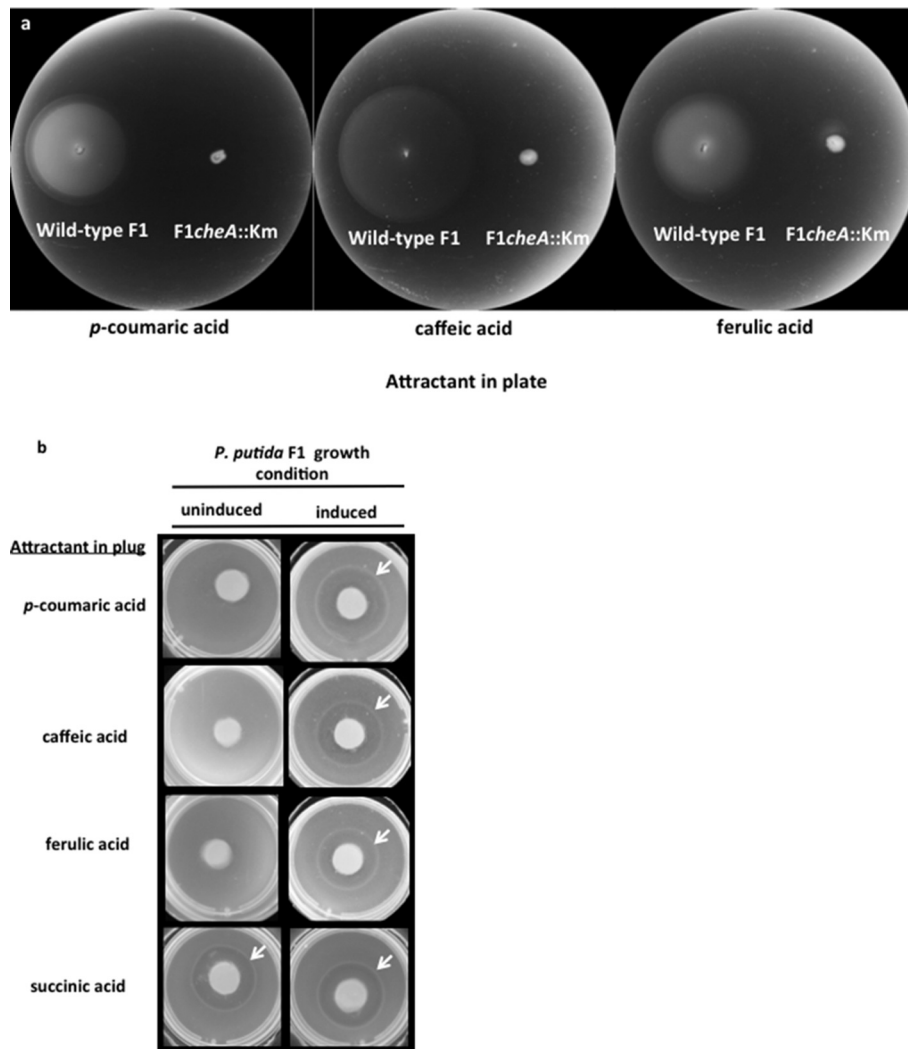 a
Wild-type F1 F1cheA::Km Wild-type F1 F1cheA::Km Wild-type F1 F1cheA::Km
p-coumaric acid caffeic acid ferulic acid
Attractant in plate
b
P. putida F1 growth
condition
uninduced induced
Attractant in plug
p-coumaric acid
caffeic acid
ferulic acid
succinic acid